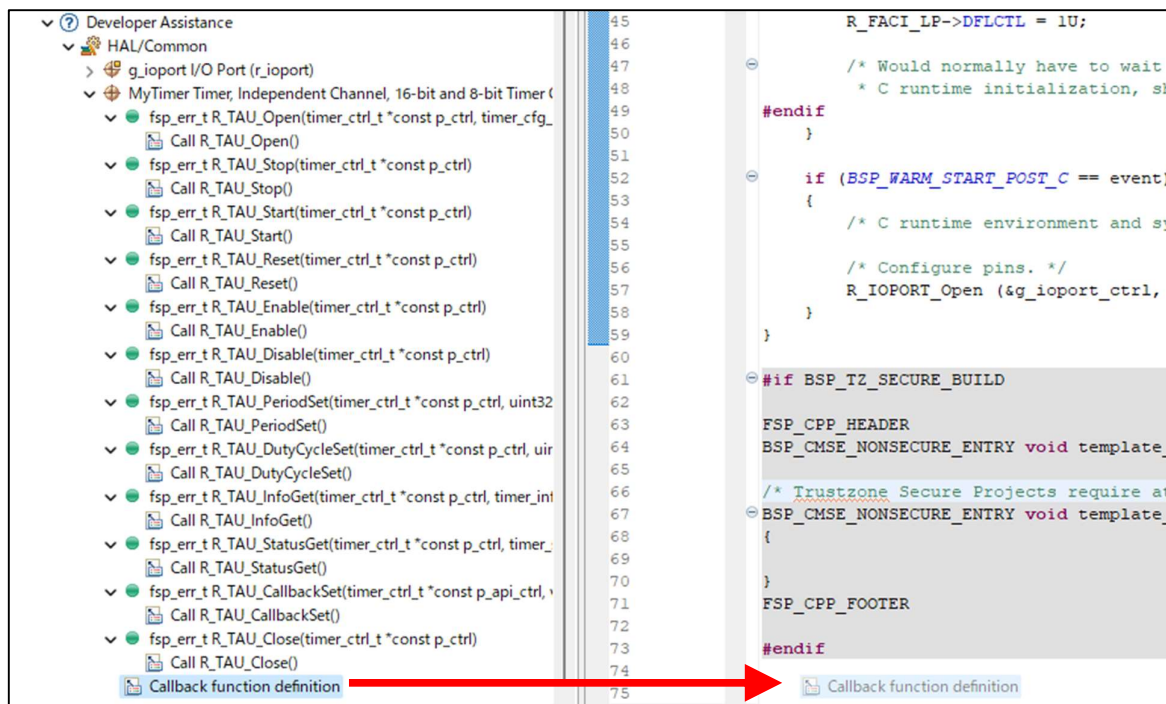 Developer Assistance
HAL/Common
g_ioport I/O Port (r_ioport)
MyTimer Timer, Independent Channel, 16-bit and 8-bit Timer
fsp_err_t R_TAU_Open(timer_ctrl_t *const p_ctrl, timer_cfg_
Call R_TAU_Open()
fsp_err_t R_TAU_Stop(timer_ctrl_t *const p_ctrl)
Call R_TAU_Stop()
fsp_err_t R_TAU_Start(timer_ctrl_t *const p_ctrl)
Call R_TAU_Start()
fsp_err_t R_TAU_Reset(timer_ctrl_t *const p_ctrl)
Call R_TAU_Reset()
fsp_err_t R_TAU_Enable(timer_ctrl_t *const p_ctrl)
Call R_TAU_Enable()
fsp_err_t R_TAU_Disable(timer_ctrl_t *const p_ctrl)
Call R_TAU_Disable()
fsp_err_t R_TAU_PeriodSet(timer_ctrl_t *const p_ctrl, uint32
Call R_TAU_PeriodSet()
fsp_err_t R_TAU_DutyCycleSet(timer_ctrl_t *const p_ctrl, uir
Call R_TAU_DutyCycleSet()
fsp_err_t R_TAU_InfoGet(timer_ctrl_t *const p_ctrl, timer_inf
Call R_TAU_InfoGet()
fsp_err_t R_TAU_StatusGet(timer_ctrl_t *const p_ctrl, timer_
Call R_TAU_StatusGet()
fsp_err_t R_TAU_CallbackSet(timer_ctrl_t *const p_api_ctrl,
Call R_TAU_CallbackSet()
fsp_err_t R_TAU_Close(timer_ctrl_t *const p_ctrl)
Call R_TAU_Close()
Callback function definition
45 R_FACI_LP->DFLCTL = 1U;
46
47 /* Would normally have to wait
48 * C runtime initialization, sh
49 #endif
50 }
51
52 if (BSP_WARM_START_POST_C == event)
53 {
54 /* C runtime environment and sy
55
56 /* Configure pins. */
57 R_IOPORT_Open (&g_ioport_ctrl,
58 }
59 }
60
61 #if BSP_TZ_SECURE_BUILD
62
63 FSP_CPP_HEADER
64 BSP_CMSE_NONSECURE_ENTRY void template_
65
66 /* Trustzone Secure Projects require at
67 BSP_CMSE_NONSECURE_ENTRY void template_
68 {
69
70 }
71 FSP_CPP_FOOTER
72
73 #endif
74
75 Callback function definition